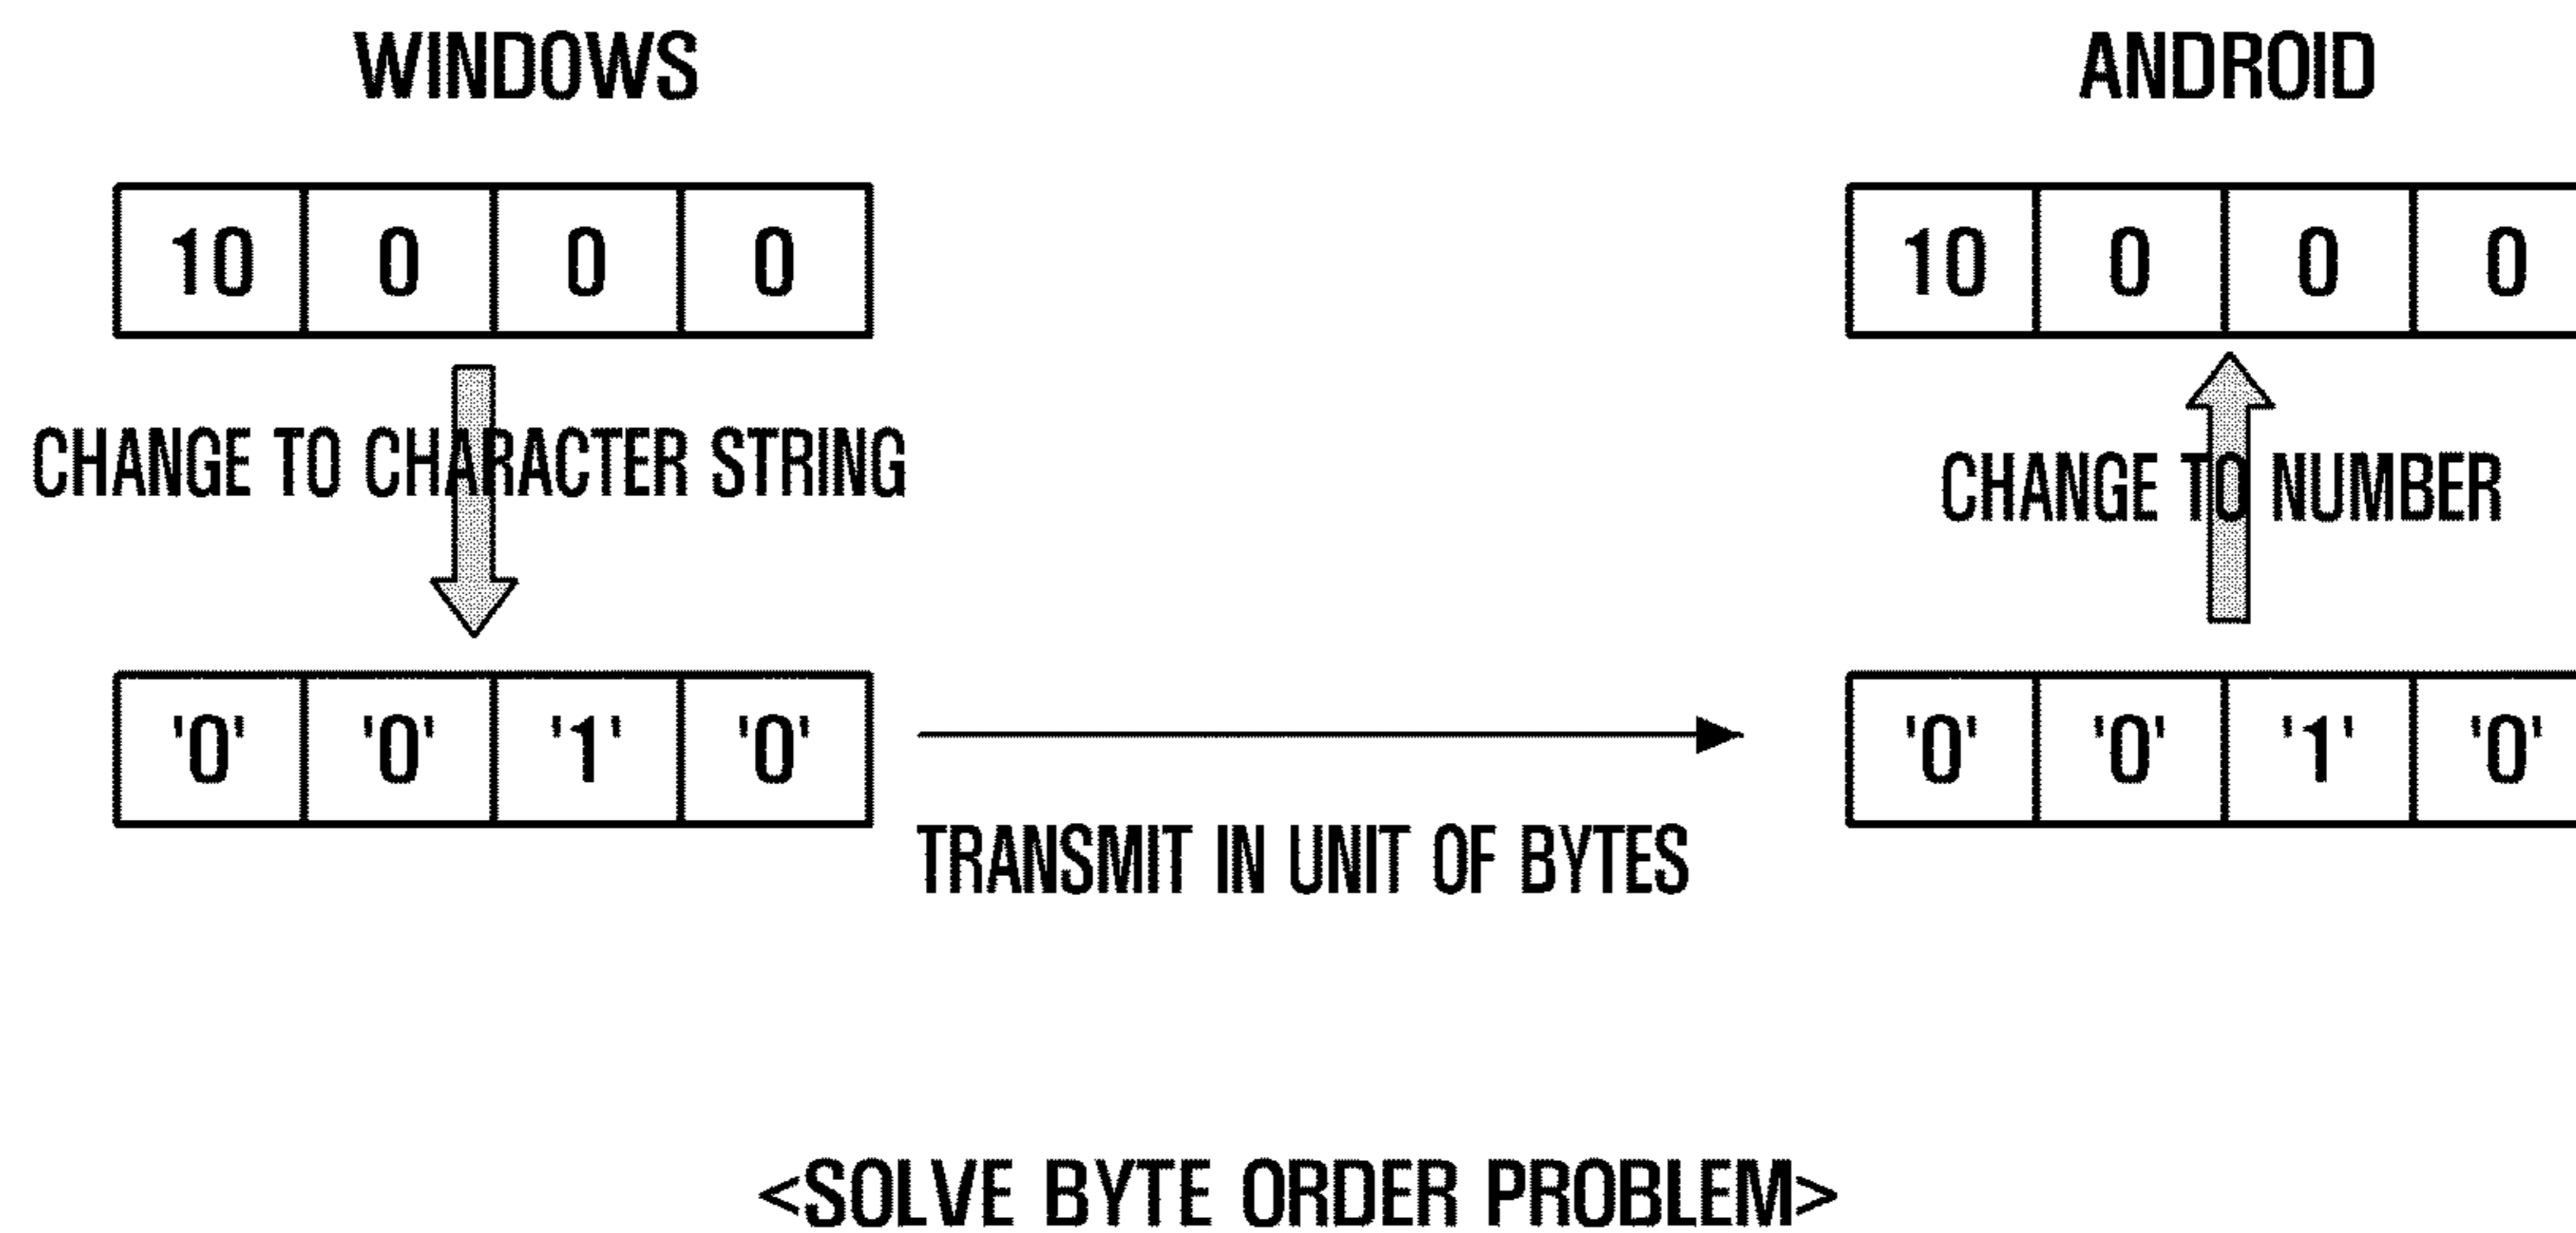 WINDOWS ANDROID
10 0 0 0 10 0 0 0
CHANGE TO CHARACTER STRING CHANGE TO NUMBER
'0' '0' '1' '0' '0' '0' '1' '0'
TRANSMIT IN UNIT OF BYTES
<SOLVE BYTE ORDER PROBLEM>